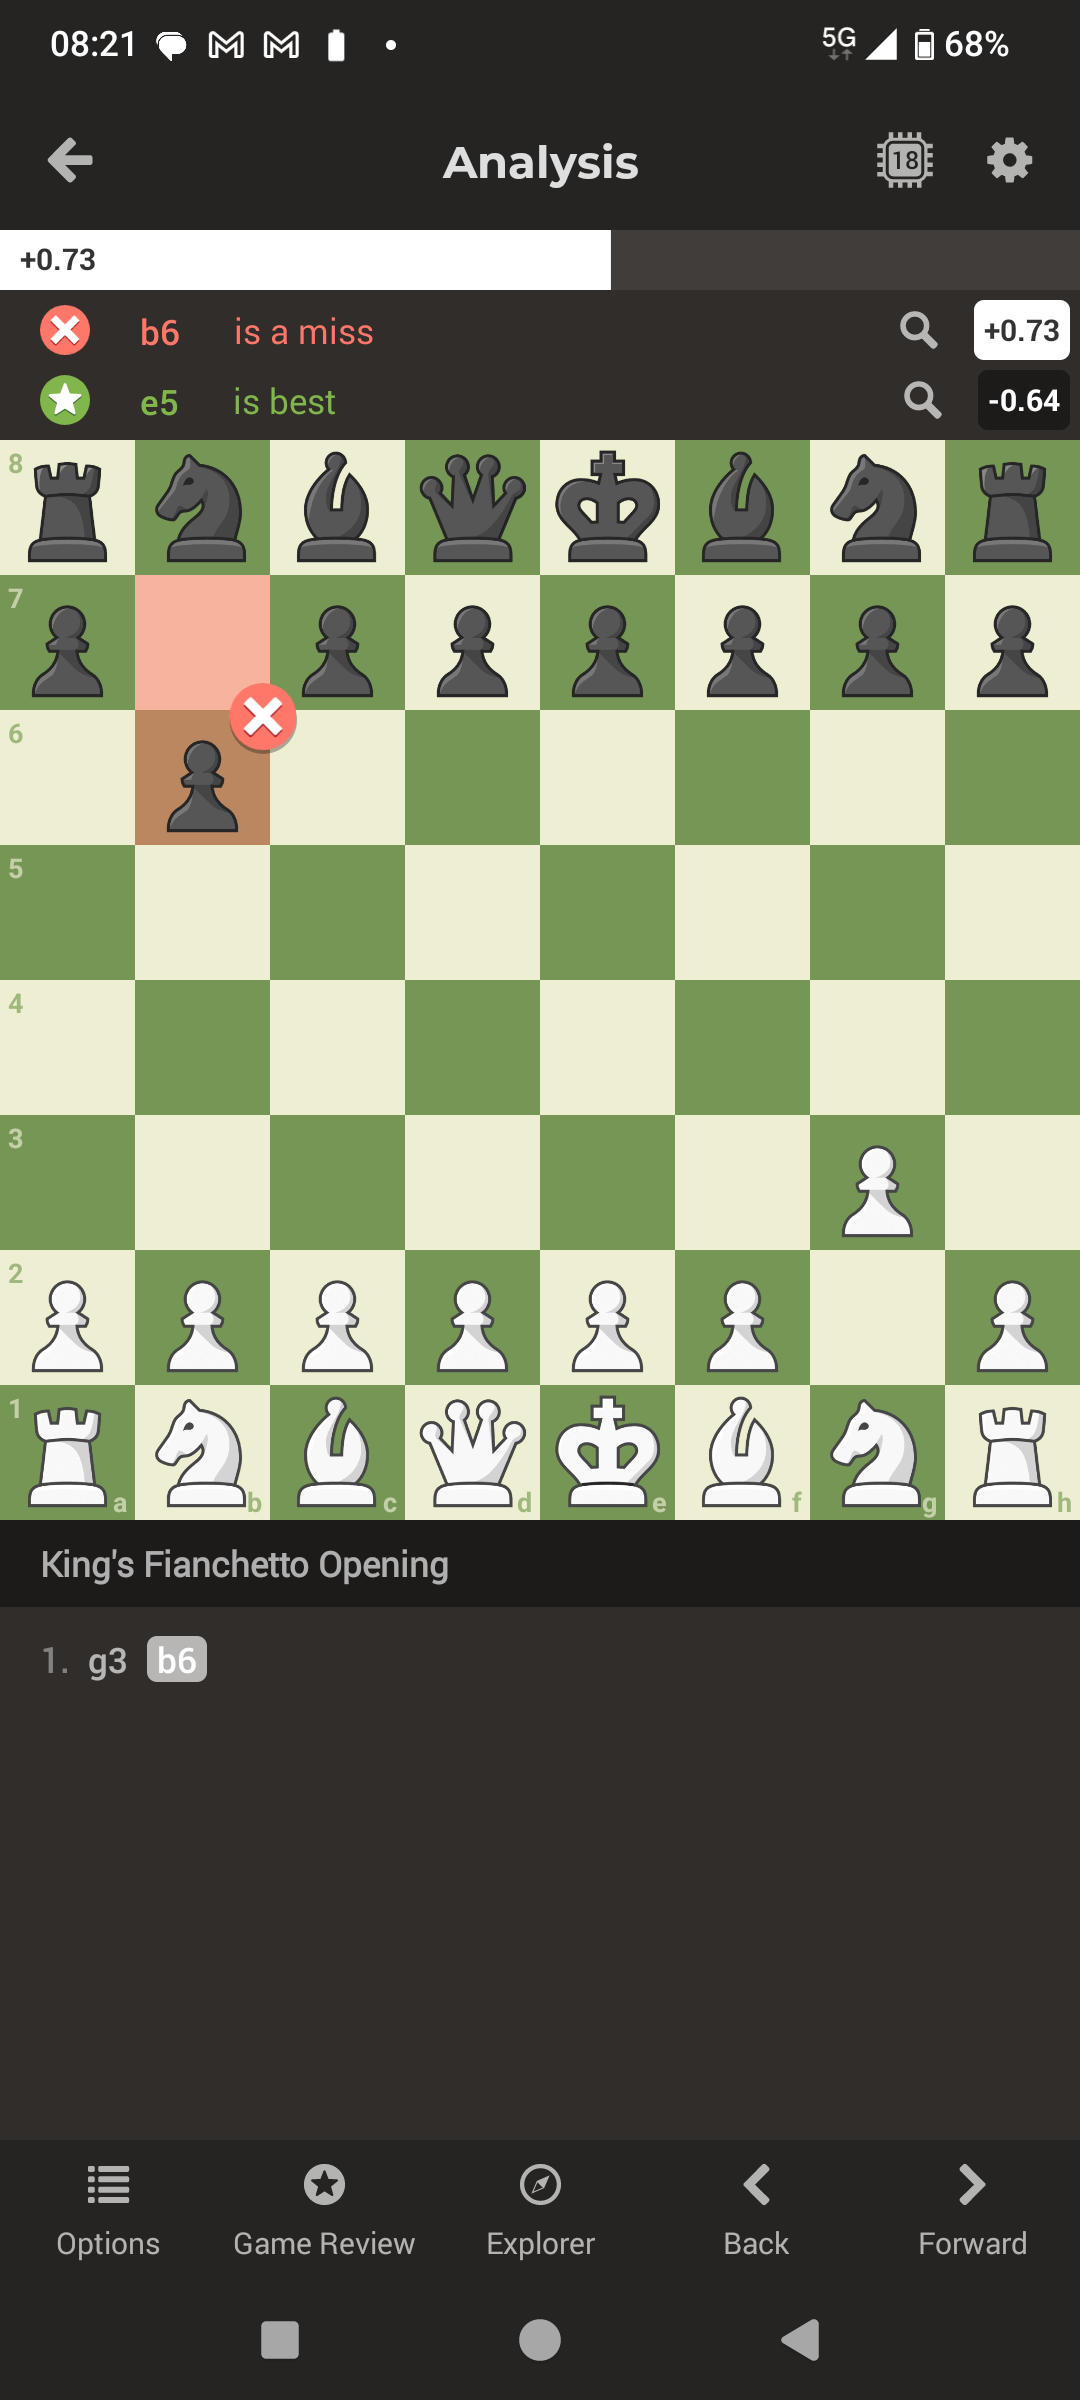 08:21 5G 68%
Analysis 18
+0.73
b6 is a miss +0.73
e5 is best -0.64
8
7
6
5
4
3
2
1
a b c d e f g h
King's Fianchetto Opening
1. g3 b6
Options Game Review Explorer Back Forward